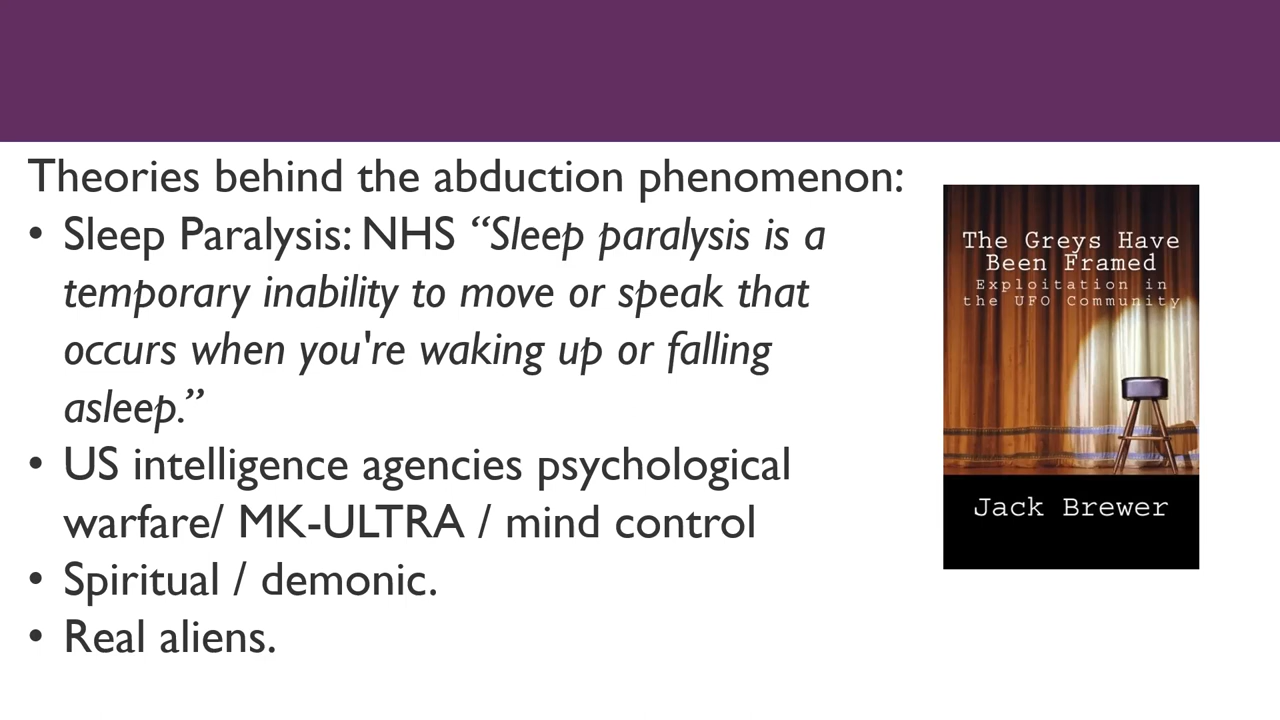 Theories behind the abduction phenomenon:
• Sleep Paralysis: NHS “Sleep paralysis is a
temporary inability to move or speak that
occurs when you're waking up or falling
asleep.”
• US intelligence agencies psychological
warfare/ MK-ULTRA / mind control
• Spiritual / demonic.
• Real aliens.
The Greys Have
Been Framed
Exploitation in
the UFO Community
Jack Brewer